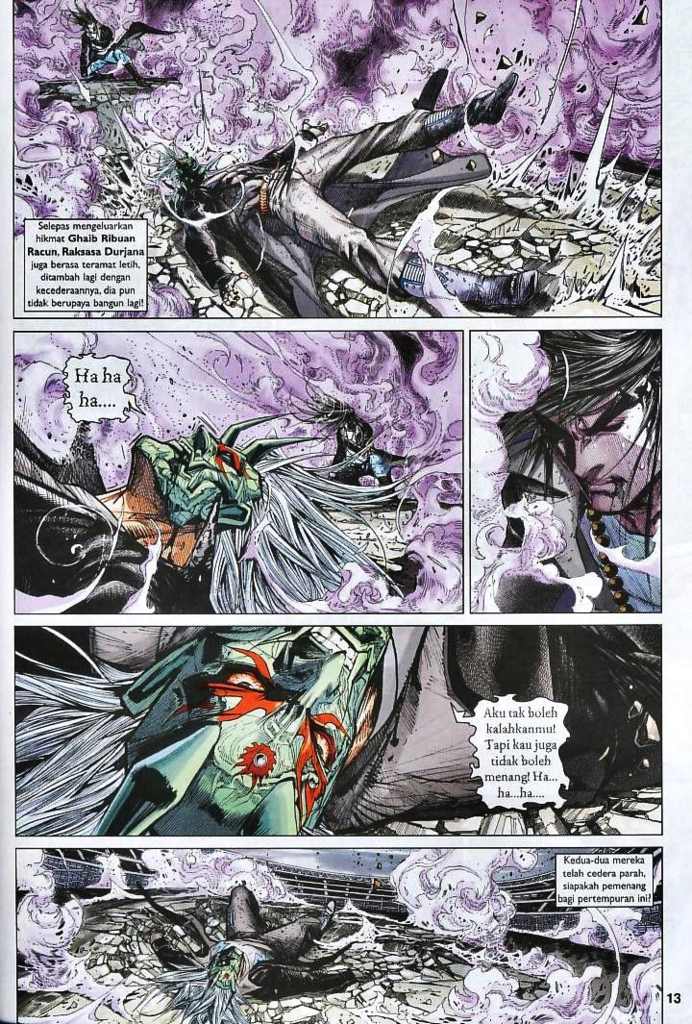 Selepas mengeluarkan
hikmat Ghaib Ribuan
Racun, Raksasa Durjana
juga berasa teramat letih,
ditambah lagi dengan
kecederaannya, dia pun
tidak berupaya bangun lagi!
Ha ha
ha....
Aku tak boleh
kalahkanmu!
Tapi kau juga
tidak boleh
menang! Ha...
ha...ha....
Kedua-dua mereka
telah cedera parah,
siapakah pemenang
bagi pertempuran ini?
13